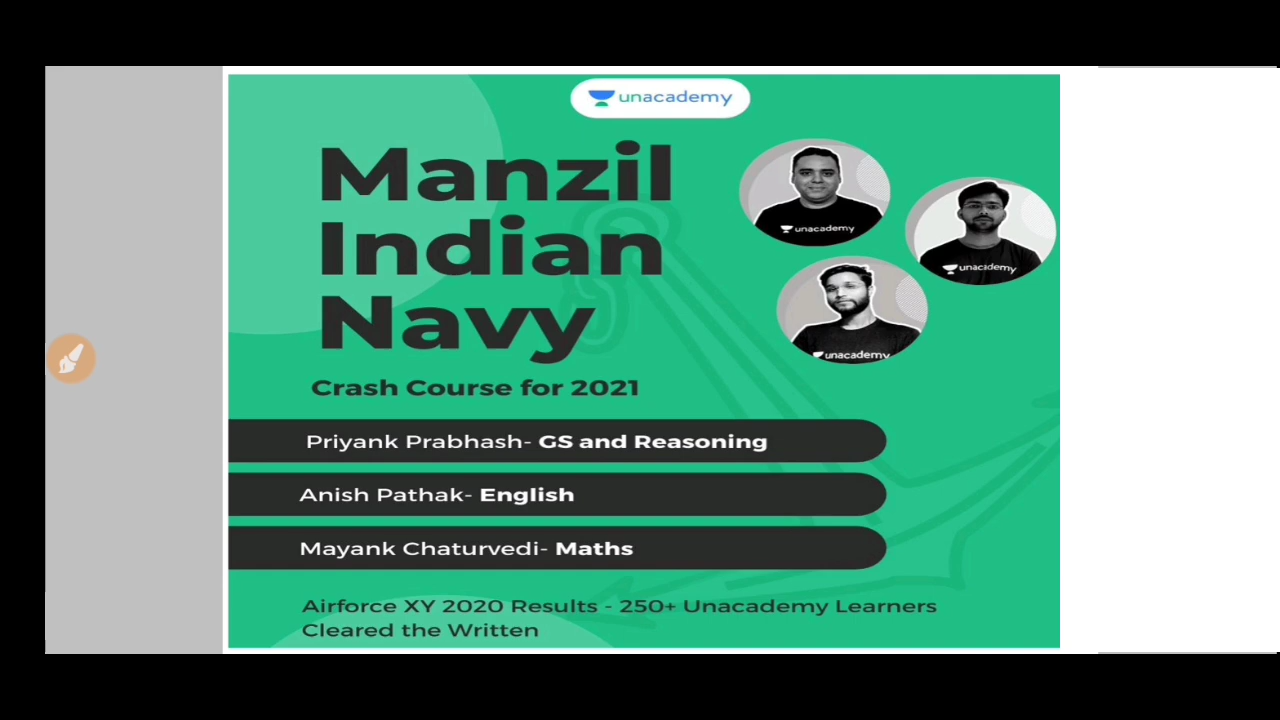 unacademy
Manzil
Indian
Navy
Crash Course for 2021
unacademy
unacademy
unacademy
Priyank Prabhash- GS and Reasoning
Anish Pathak- English
Mayank Chaturvedi- Maths
Airforce XY 2020 Results - 250+ Unacademy Learners
Cleared the Written